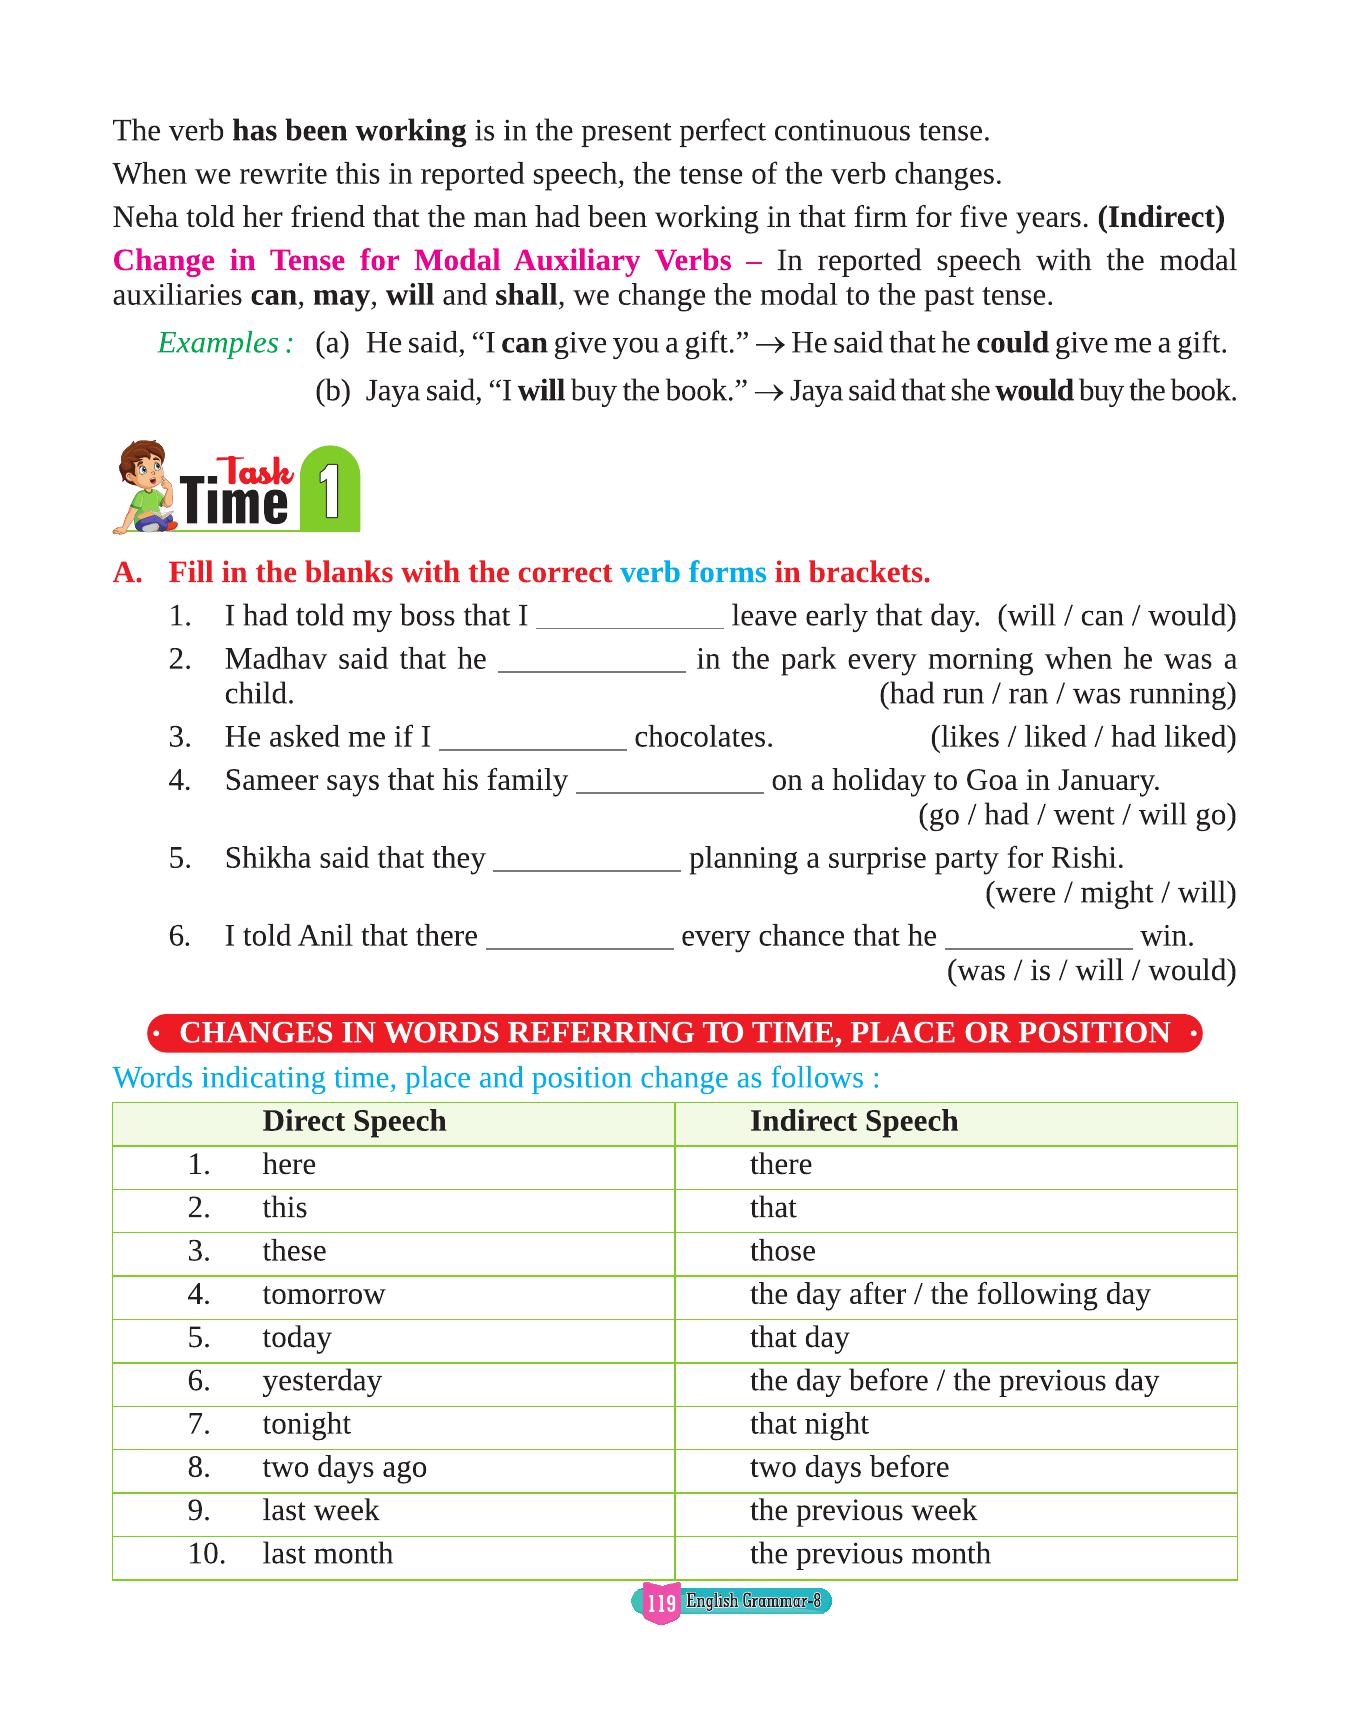 The verb has been working is in the present perfect continuous tense.
When we rewrite this in reported speech, the tense of the verb changes.
Neha told her friend that the man had been working in that firm for five years. (Indirect)
Change in Tense for Modal Auxiliary Verbs – In reported speech with the modal
auxiliaries can, may, will and shall, we change the modal to the past tense.
Examples : (a) He said, “I can give you a gift.” → He said that he could give me a gift.
(b) Jaya said, “I will buy the book.” → Jaya said that she would buy the book.
Task
Time 1
A. Fill in the blanks with the correct verb forms in brackets.
1. I had told my boss that I ____________ leave early that day. (will / can / would)
2. Madhav said that he ____________ in the park every morning when he was a
child. (had run / ran / was running)
3. He asked me if I ____________ chocolates. (likes / liked / had liked)
4. Sameer says that his family ____________ on a holiday to Goa in January.
(go / had / went / will go)
5. Shikha said that they ____________ planning a surprise party for Rishi.
(were / might / will)
6. I told Anil that there ____________ every chance that he ____________ win.
(was / is / will / would)
• CHANGES IN WORDS REFERRING TO TIME, PLACE OR POSITION •
Words indicating time, place and position change as follows :
Direct Speech Indirect Speech
1. here there
2. this that
3. these those
4. tomorrow the day after / the following day
5. today that day
6. yesterday the day before / the previous day
7. tonight that night
8. two days ago two days before
9. last week the previous week
10. last month the previous month
119 English Grammar-8